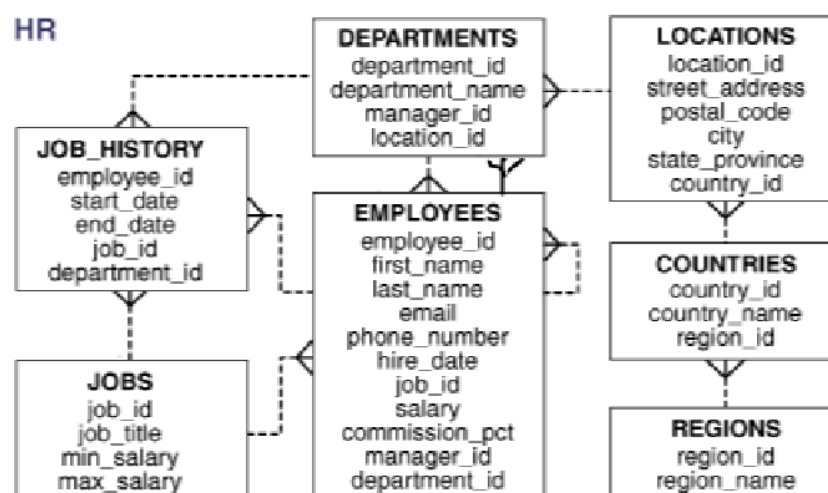 HR
DEPARTMENTS
department_id
department_name
manager_id
location_id
LOCATIONS
location_id
street_address
postal_code
city
state_province
country_id
JOB_HISTORY
employee_id
start_date
end_date
job_id
department_id
EMPLOYEES
employee_id
first_name
last_name
email
phone_number
hire_date
job_id
salary
commission_pct
manager_id
department_id
COUNTRIES
country_id
country_name
region_id
JOBS
job_id
job_title
min_salary
max_salary
REGIONS
region_id
region_name